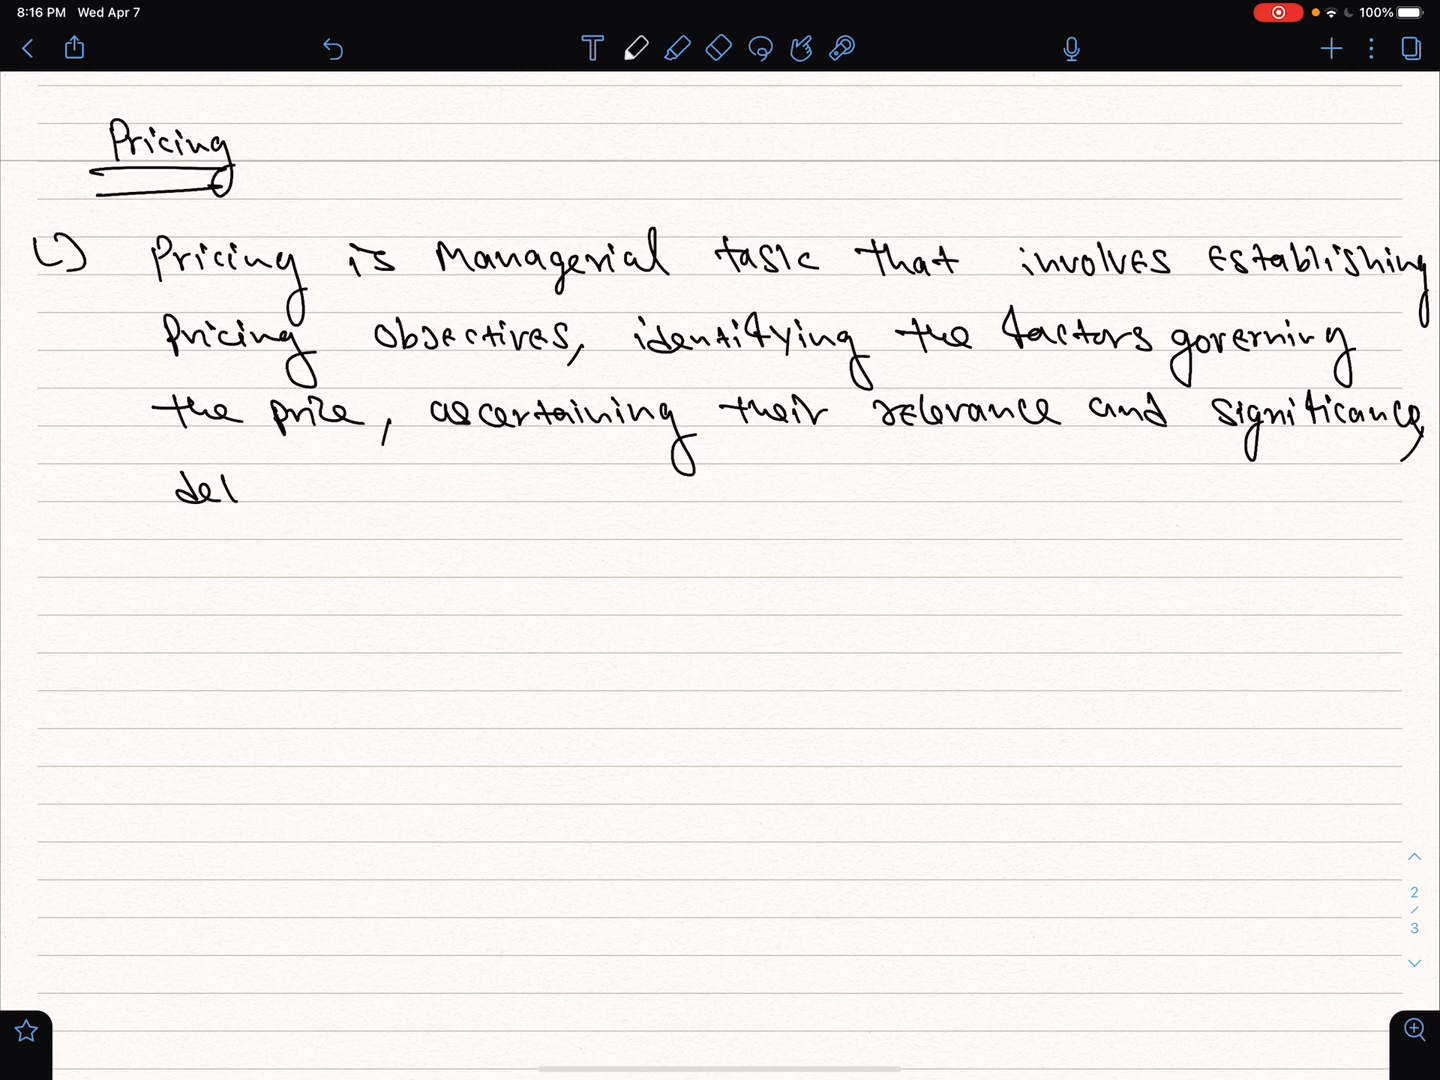 8:16 PM Wed Apr 7 100%
Pricing
Pricing is Managerial task that involves establishing
Pricing objectives, identifying the factors governing
the price, ascertaining their relevance and significance,
del
2
/
3